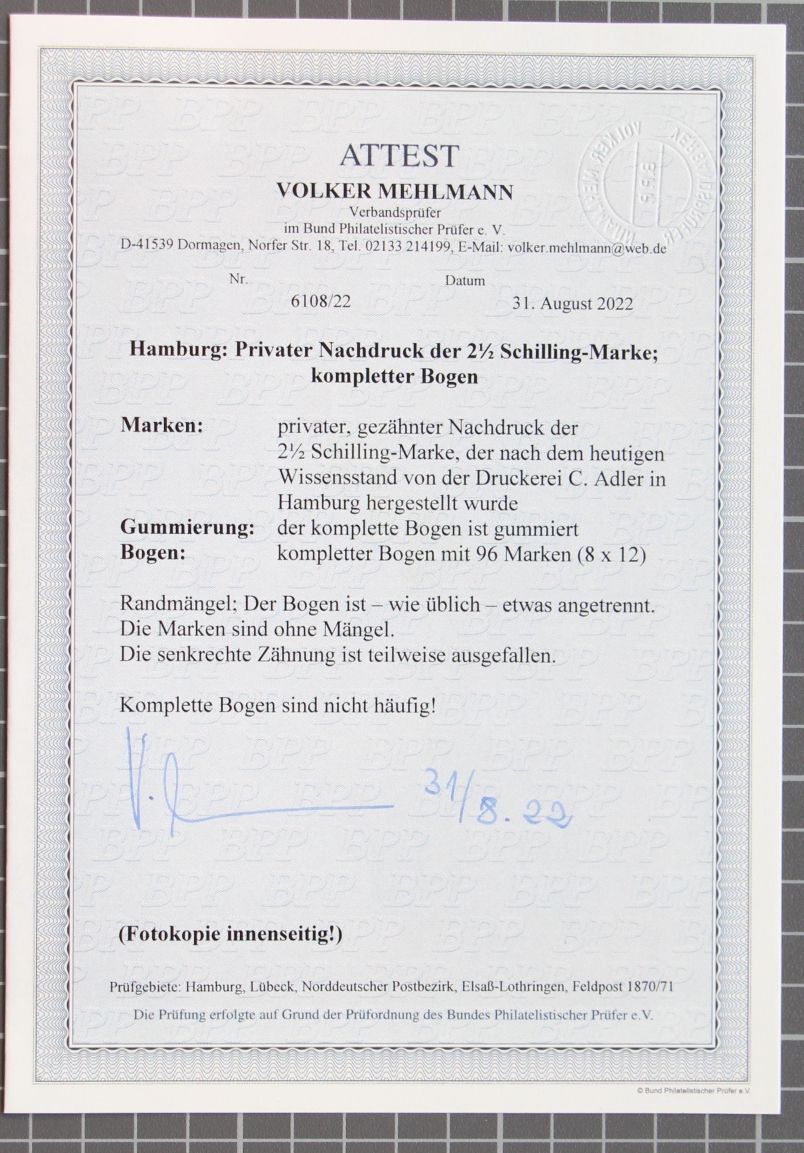 ATTEST
VOLKER MEHLMANN
Verbandsprüfer
im Bund Philatelistischer Prüfer e. V.
D-41539 Dormagen, Norfer Str. 18, Tel. 02133 214199, E-Mail: volker.mehlmann@web.de
Nr. Datum
6108/22 31. August 2022
Hamburg: Privater Nachdruck der 2½ Schilling-Marke;
kompletter Bogen
Marken: privater, gezähnter Nachdruck der
2½ Schilling-Marke, der nach dem heutigen
Wissensstand von der Druckerei C. Adler in
Hamburg hergestellt wurde
Gummierung: der komplette Bogen ist gummiert
Bogen: kompletter Bogen mit 96 Marken (8 x 12)
Randmängel; Der Bogen ist – wie üblich – etwas angetrennt.
Die Marken sind ohne Mängel.
Die senkrechte Zähnung ist teilweise ausgefallen.
Komplette Bogen sind nicht häufig!
31/8. 22
(Fotokopie innenseitig!)
Prüfgebiete: Hamburg, Lübeck, Norddeutscher Postbezirk, Elsaß-Lothringen, Feldpost 1870/71
Die Prüfung erfolgte auf Grund der Prüfordnung des Bundes Philatelistischer Prüfer e.V.
© Bund Philatelistischer Prüfer e.V.